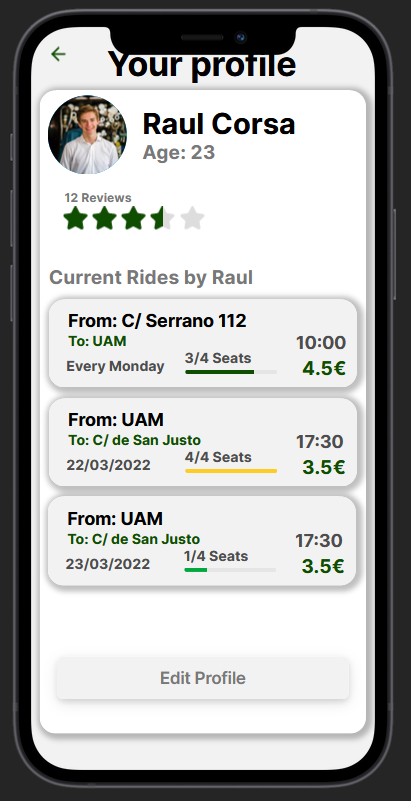 Your profile
Raul Corsa
Age: 23
12 Reviews
Current Rides by Raul
From: C/ Serrano 112
To: UAM
Every Monday
3/4 Seats
10:00
4.5€
From: UAM
To: C/ de San Justo
22/03/2022
4/4 Seats
17:30
3.5€
From: UAM
To: C/ de San Justo
23/03/2022
1/4 Seats
17:30
3.5€
Edit Profile